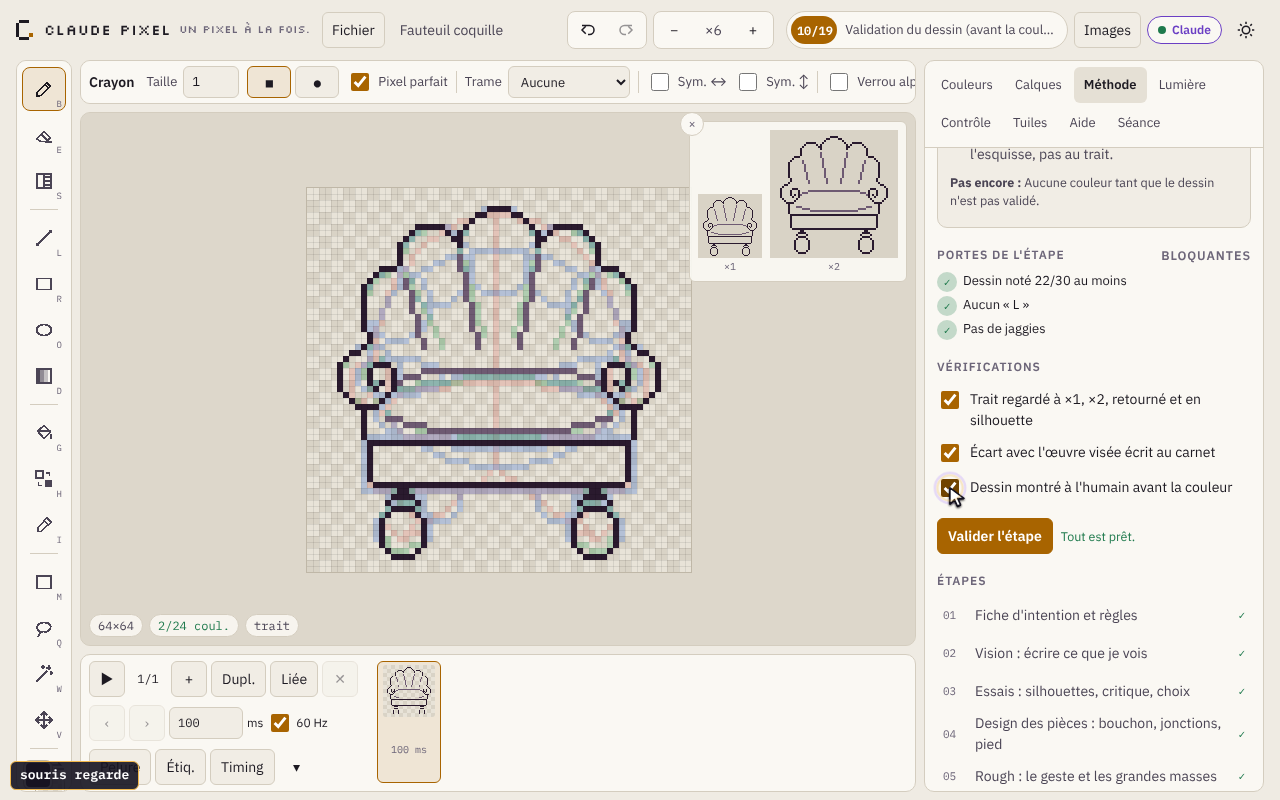 CLAUDE PIXEL UN PIXEL À LA FOIS. Fichier Fauteuil coquille − ×6 + 10/19 Validation du dessin (avant la coul… Images Claude
Crayon Taille 1 Pixel parfait Trame Aucune Sym. ↔ Sym. ↕ Verrou alp
Couleurs Calques Méthode Lumière
Contrôle Tuiles Aide Séance
B
E
S
L
R
O
D
G
H
I
M
Q
W
V
×
×1 ×2
l'esquisse, pas au trait.
Pas encore : Aucune couleur tant que le dessin
n'est pas validé.
PORTES DE L'ÉTAPE BLOQUANTES
✓ Dessin noté 22/30 au moins
✓ Aucun « L »
✓ Pas de jaggies
VÉRIFICATIONS
Trait regardé à ×1, ×2, retourné et en
silhouette
Écart avec l'œuvre visée écrit au carnet
Dessin montré à l'humain avant la couleur
Valider l'étape Tout est prêt.
ÉTAPES
01 Fiche d'intention et règles ✓
02 Vision : écrire ce que je vois ✓
03 Essais : silhouettes, critique, choix ✓
04 Design des pièces : bouchon, jonctions,
pied ✓
05 Rough : le geste et les grandes masses ✓
64×64 2/24 coul. trait
▶ 1/1 + Dupl. Liée ×
‹ › 100 ms 60 Hz
Étiq. Timing ▼
100 ms
souris regarde